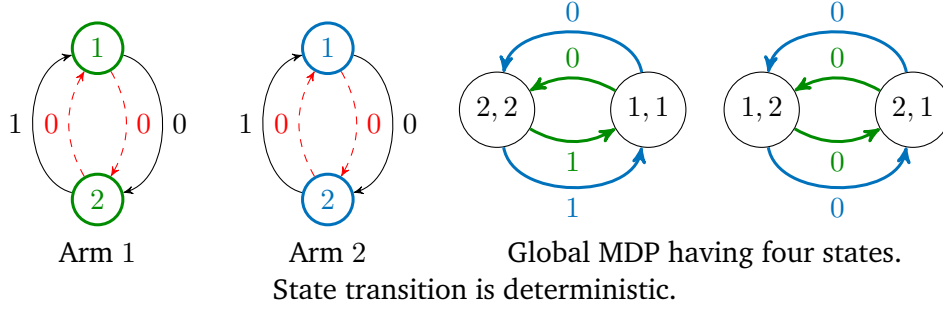 0 0
1 1 2, 2 0 1, 1 1, 2 0 2, 1
1 0 0 0 1 0 0 0
1 0
2 2 1 0
Arm 1 Arm 2 Global MDP having four states.
State transition is deterministic.